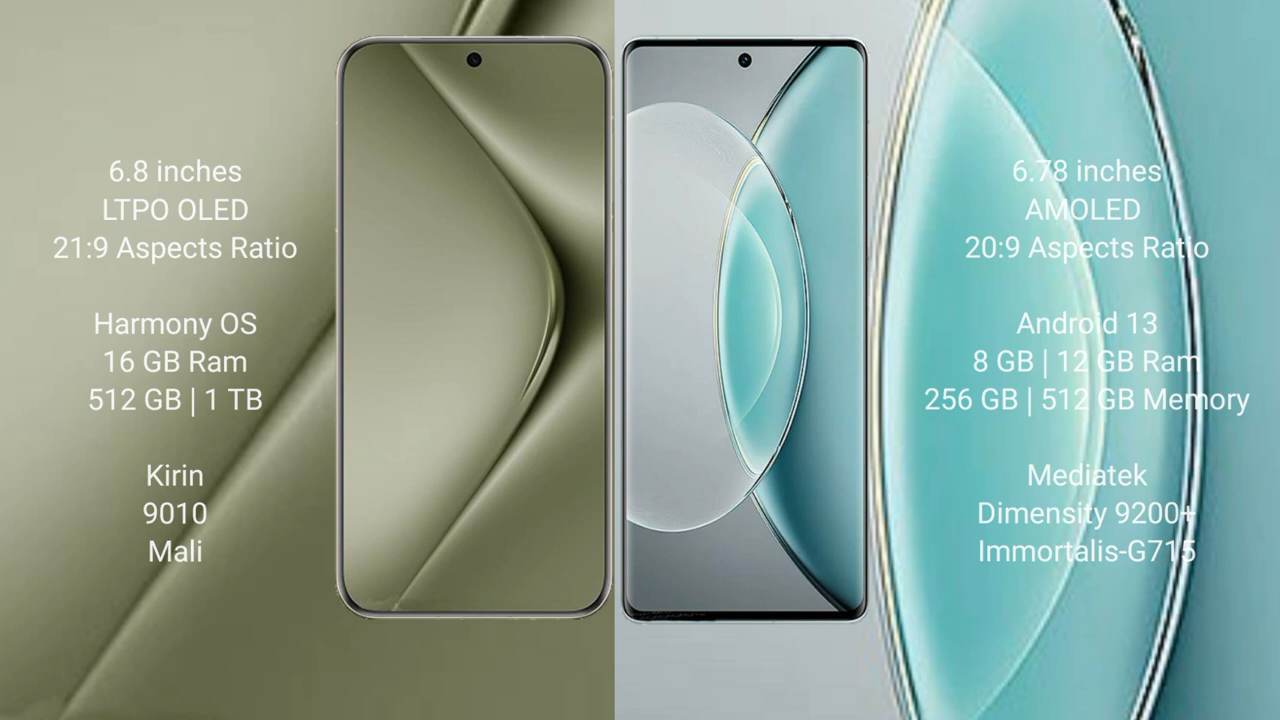 6.8 inches
LTPO OLED
21:9 Aspects Ratio
Harmony OS
16 GB Ram
512 GB | 1 TB
Kirin
9010
Mali
6.78 inches
AMOLED
20:9 Aspects Ratio
Android 13
8 GB | 12 GB Ram
256 GB | 512 GB Memory
Mediatek
Dimensity 9200+
Immortalis-G715